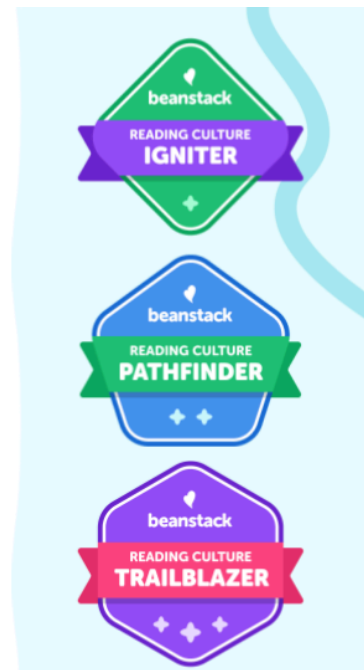 beanstack
READING CULTURE
IGNITER
beanstack
READING CULTURE
PATHFINDER
beanstack
READING CULTURE
TRAILBLAZER